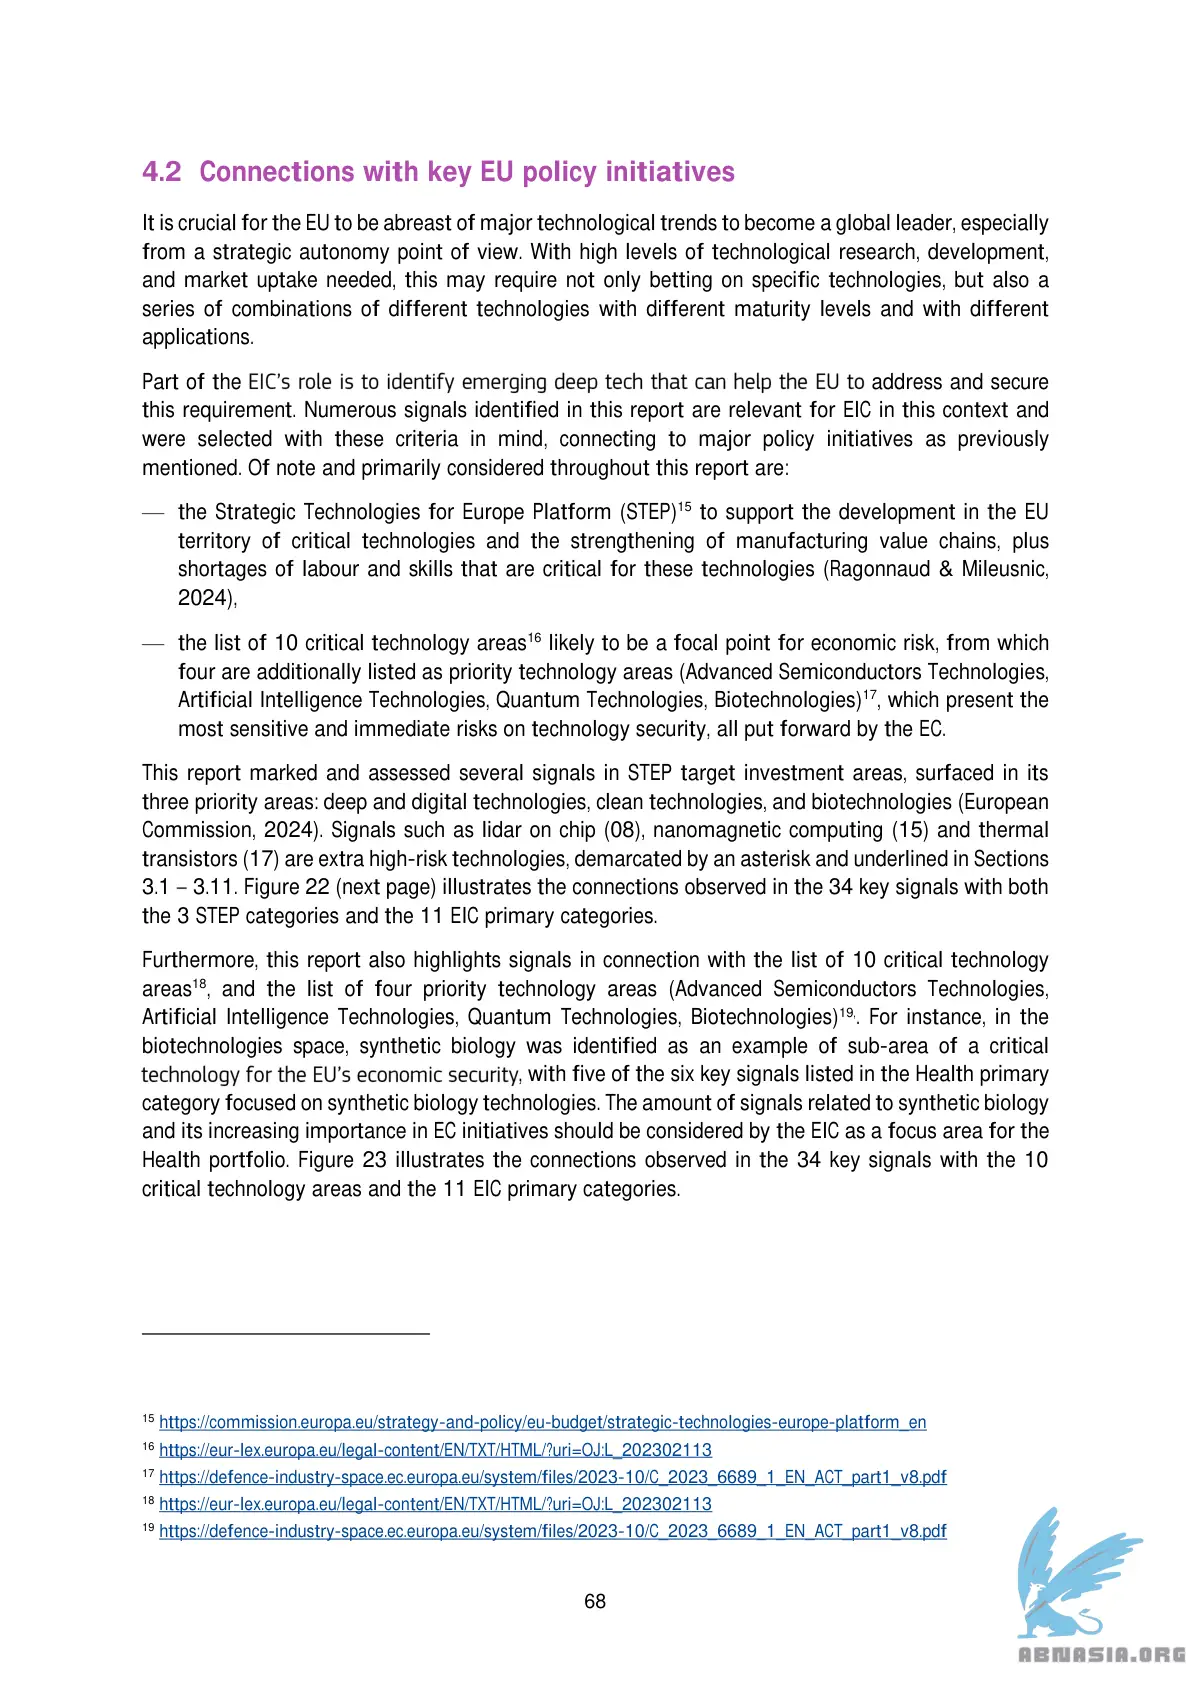 4.2 Connections with key EU policy initiatives
It is crucial for the EU to be abreast of major technological trends to become a global leader, especially
from a strategic autonomy point of view. With high levels of technological research, development,
and market uptake needed, this may require not only betting on specific technologies, but also a
series of combinations of different technologies with different maturity levels and with different
applications.
Part of the EIC's role is to identify emerging deep tech that can help the EU to address and secure
this requirement. Numerous signals identified in this report are relevant for EIC in this context and
were selected with these criteria in mind, connecting to major policy initiatives as previously
mentioned. Of note and primarily considered throughout this report are:
— the Strategic Technologies for Europe Platform (STEP)15 to support the development in the EU
territory of critical technologies and the strengthening of manufacturing value chains, plus
shortages of labour and skills that are critical for these technologies (Ragonnaud & Mileusnic,
2024),
— the list of 10 critical technology areas16 likely to be a focal point for economic risk, from which
four are additionally listed as priority technology areas (Advanced Semiconductors Technologies,
Artificial Intelligence Technologies, Quantum Technologies, Biotechnologies)17, which present the
most sensitive and immediate risks on technology security, all put forward by the EC.
This report marked and assessed several signals in STEP target investment areas, surfaced in its
three priority areas: deep and digital technologies, clean technologies, and biotechnologies (European
Commission, 2024). Signals such as lidar on chip (08), nanomagnetic computing (15) and thermal
transistors (17) are extra high-risk technologies, demarcated by an asterisk and underlined in Sections
3.1 – 3.11. Figure 22 (next page) illustrates the connections observed in the 34 key signals with both
the 3 STEP categories and the 11 EIC primary categories.
Furthermore, this report also highlights signals in connection with the list of 10 critical technology
areas18, and the list of four priority technology areas (Advanced Semiconductors Technologies,
Artificial Intelligence Technologies, Quantum Technologies, Biotechnologies)19,. For instance, in the
biotechnologies space, synthetic biology was identified as an example of sub-area of a critical
technology for the EU's economic security, with five of the six key signals listed in the Health primary
category focused on synthetic biology technologies. The amount of signals related to synthetic biology
and its increasing importance in EC initiatives should be considered by the EIC as a focus area for the
Health portfolio. Figure 23 illustrates the connections observed in the 34 key signals with the 10
critical technology areas and the 11 EIC primary categories.
15 https://commission.europa.eu/strategy-and-policy/eu-budget/strategic-technologies-europe-platform_en
16 https://eur-lex.europa.eu/legal-content/EN/TXT/HTML/?uri=OJ:L_202302113
17 https://defence-industry-space.ec.europa.eu/system/files/2023-10/C_2023_6689_1_EN_ACT_part1_v8.pdf
18 https://eur-lex.europa.eu/legal-content/EN/TXT/HTML/?uri=OJ:L_202302113
19 https://defence-industry-space.ec.europa.eu/system/files/2023-10/C_2023_6689_1_EN_ACT_part1_v8.pdf
68
ABNASIA.ORG